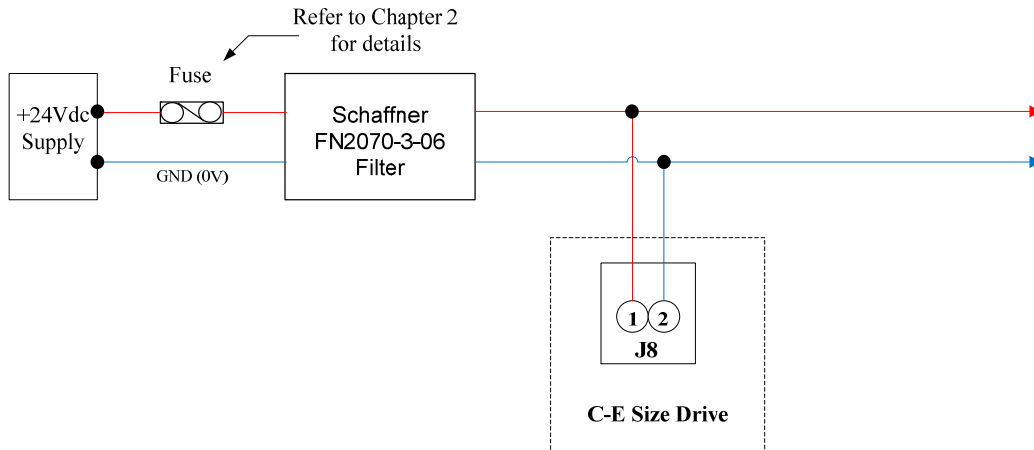 Refer to Chapter 2
for details
Fuse
+24Vdc
Supply
GND (0V)
Schaffner
FN2070-3-06
Filter
1 2
J8
C-E Size Drive